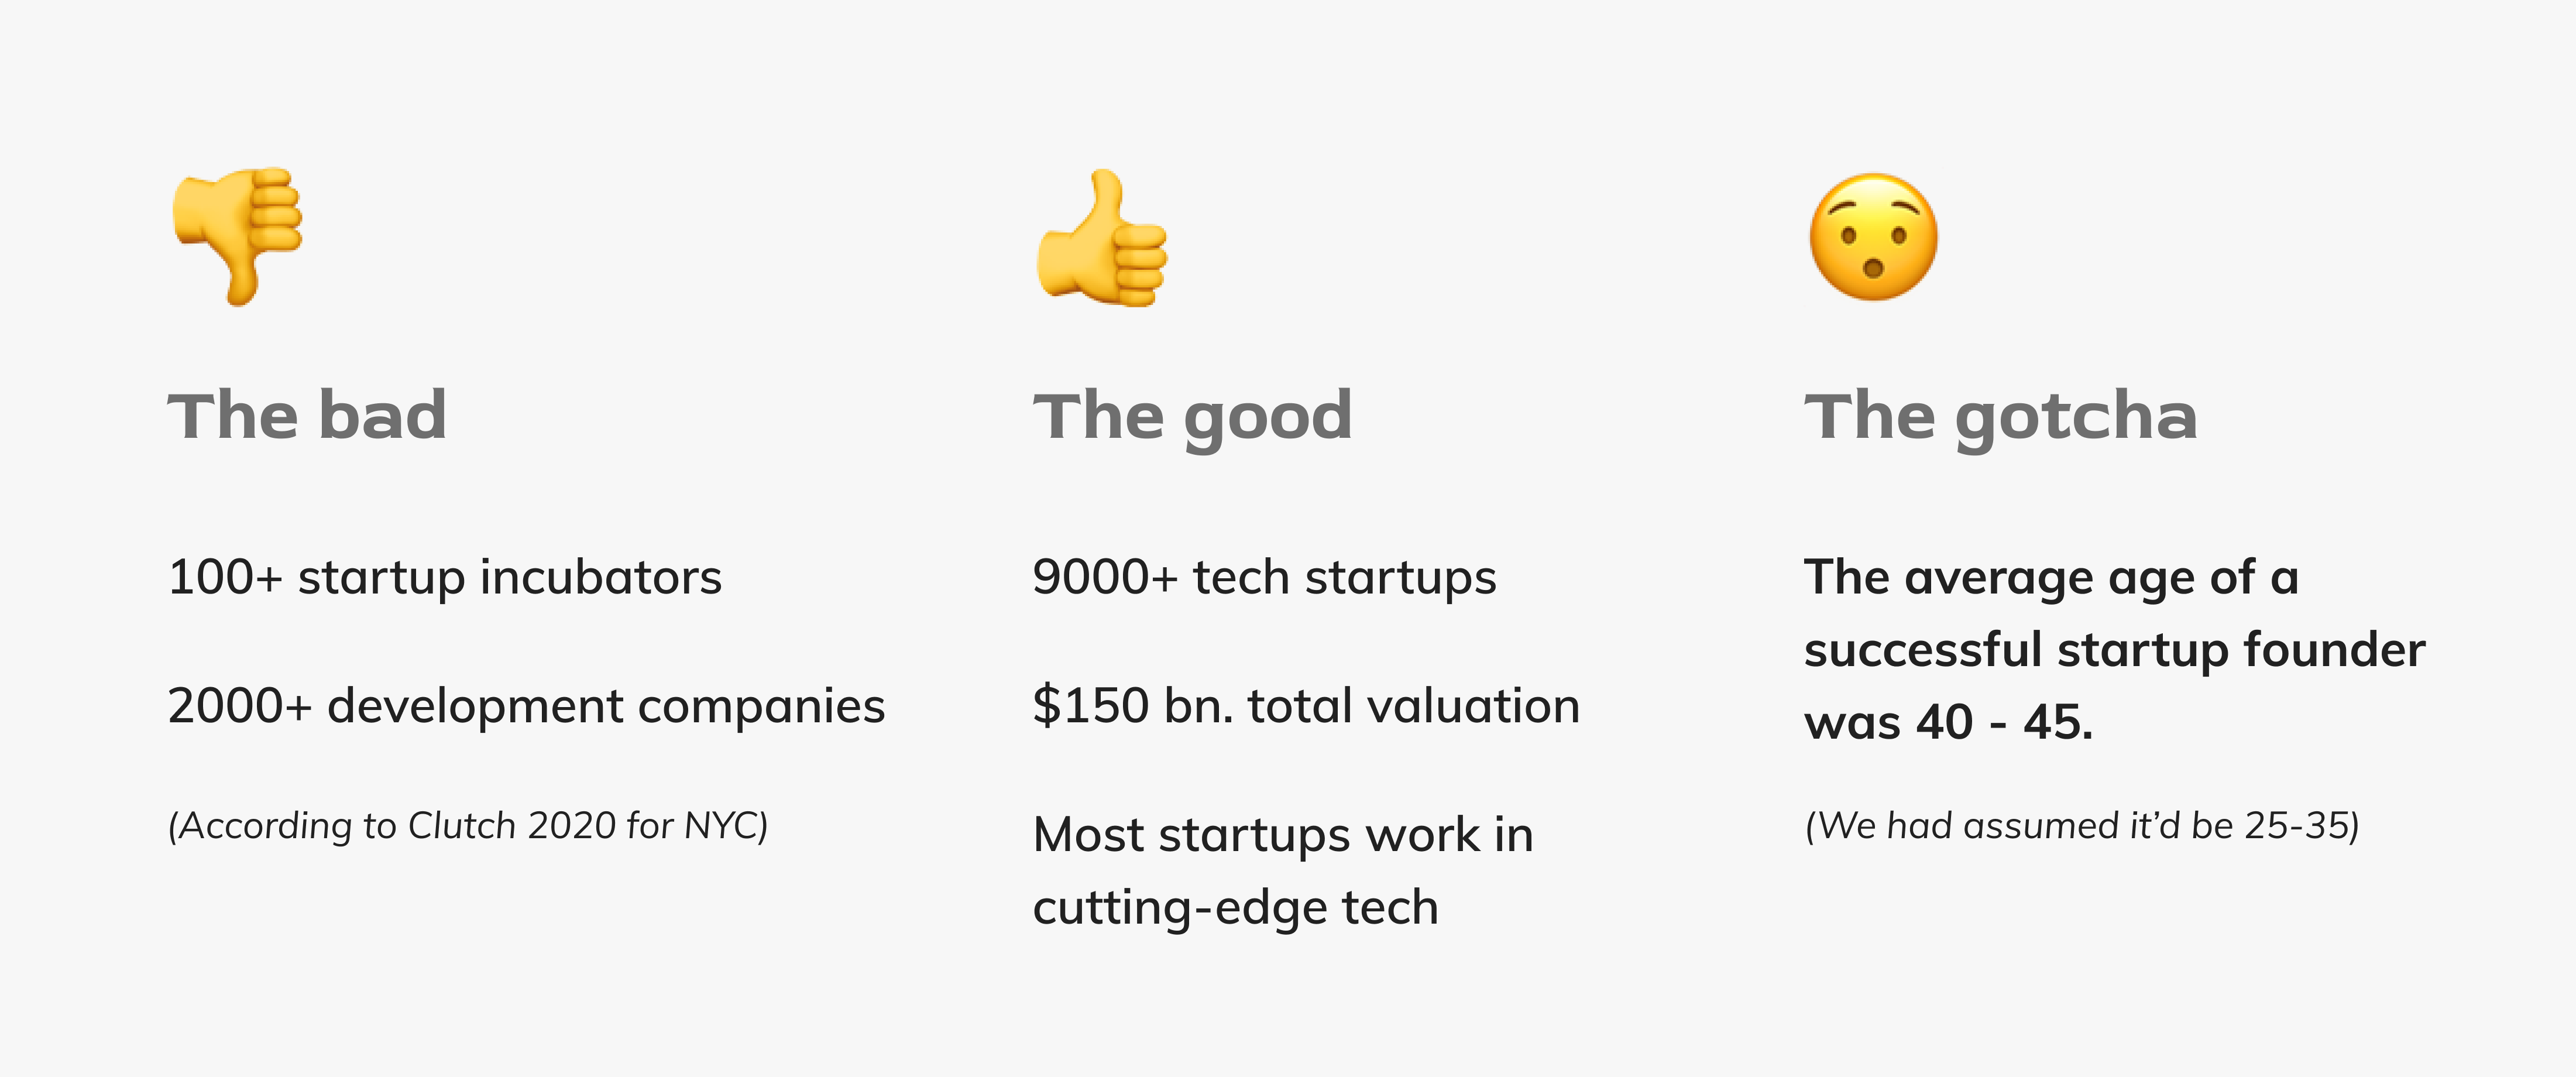 The bad
100+ startup incubators
2000+ development companies
(According to Clutch 2020 for NYC)
The good
9000+ tech startups
$150 bn. total valuation
Most startups work in
cutting-edge tech
The gotcha
The average age of a
successful startup founder
was 40 - 45.
(We had assumed it’d be 25-35)